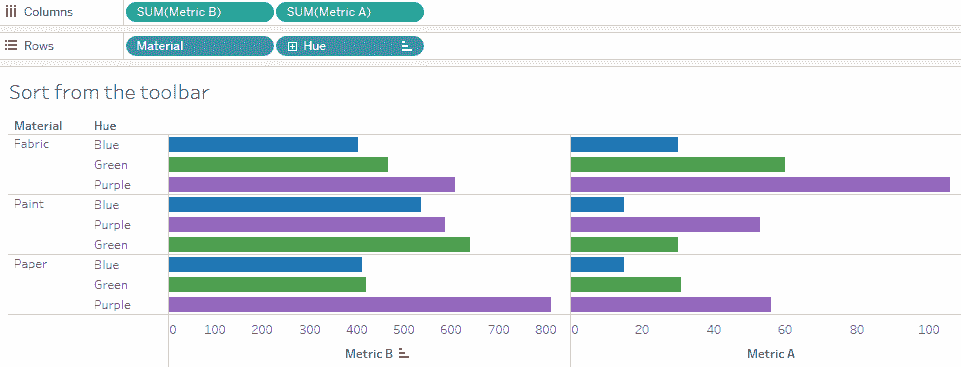 Columns SUM(Metric B) SUM(Metric A)
Rows Material Hue
Sort from the toolbar
Material Hue
Fabric Blue
Green
Purple
Paint Blue
Purple
Green
Paper Blue
Green
Purple
0 100 200 300 400 500 600 700 800 0 20 40 60 80 100
Metric B Metric A